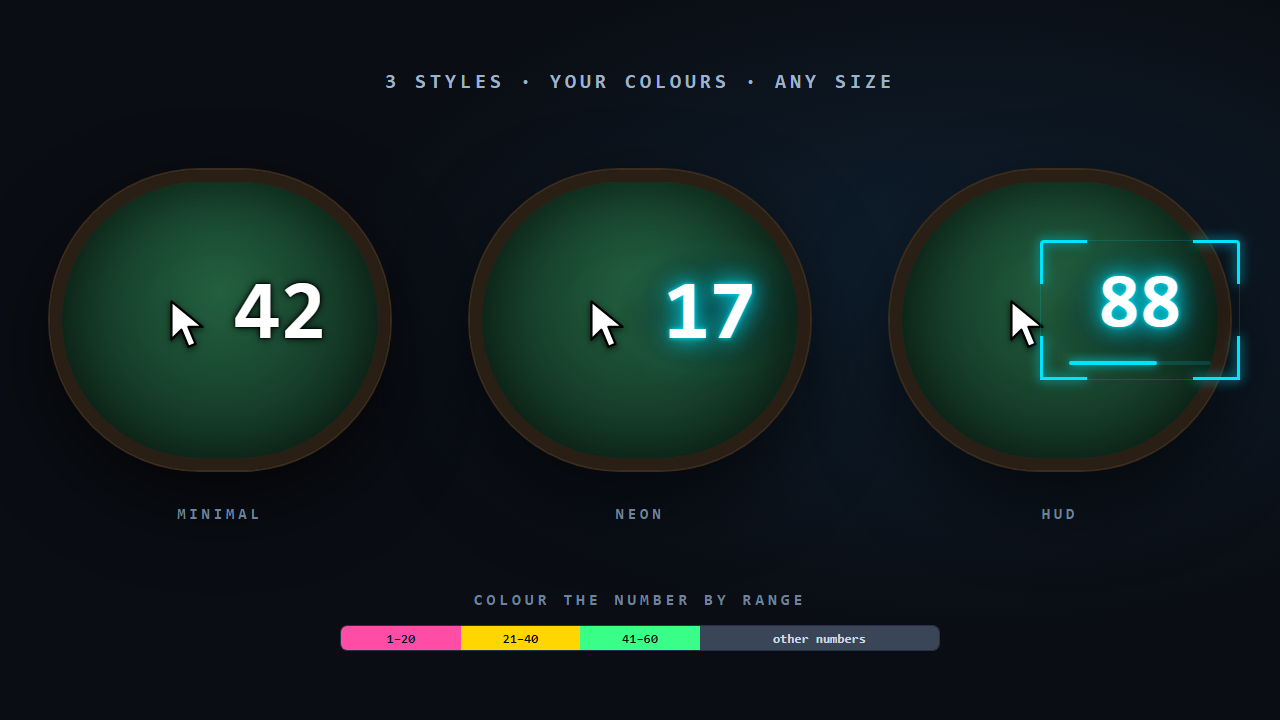 3 STYLES • YOUR COLOURS • ANY SIZE
42
17
88
MINIMAL
NEON
HUD
COLOUR THE NUMBER BY RANGE
1–20
21–40
41–60
other numbers